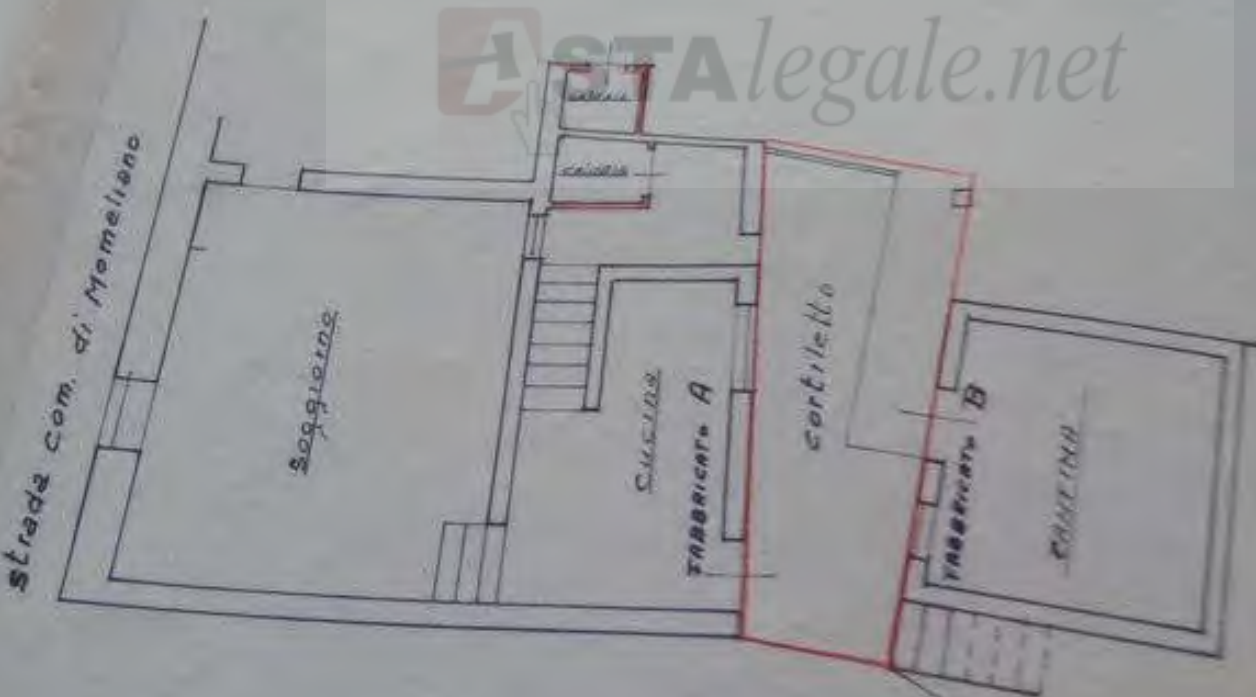 ASTAlegale.net
strada com. di Momeliano
soggiorno
caldaia
cucina
FABBRICATO A
cortiletto
FABBRICATO B
CANTINA